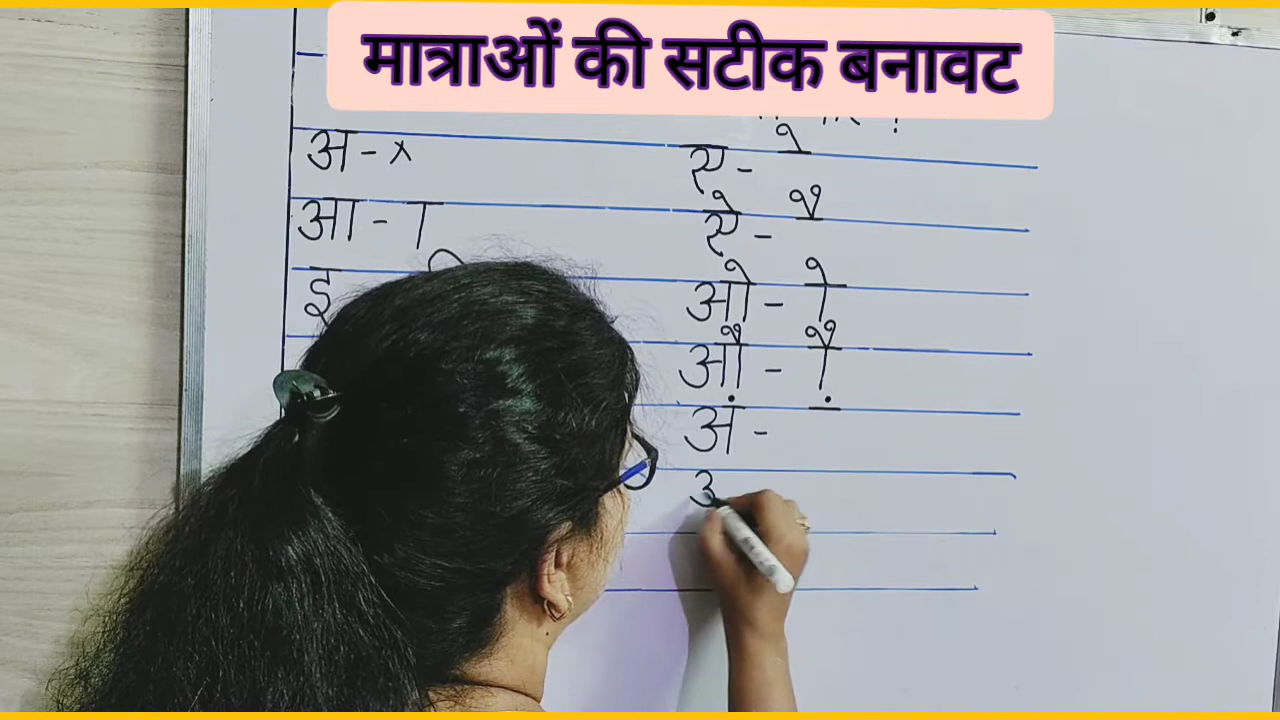 मात्राओं की सटीक बनावट
अ - ×
आ - ा
इ
ए - े
ऐ - ै
ओ - ो
औ - ौ
अं - ं